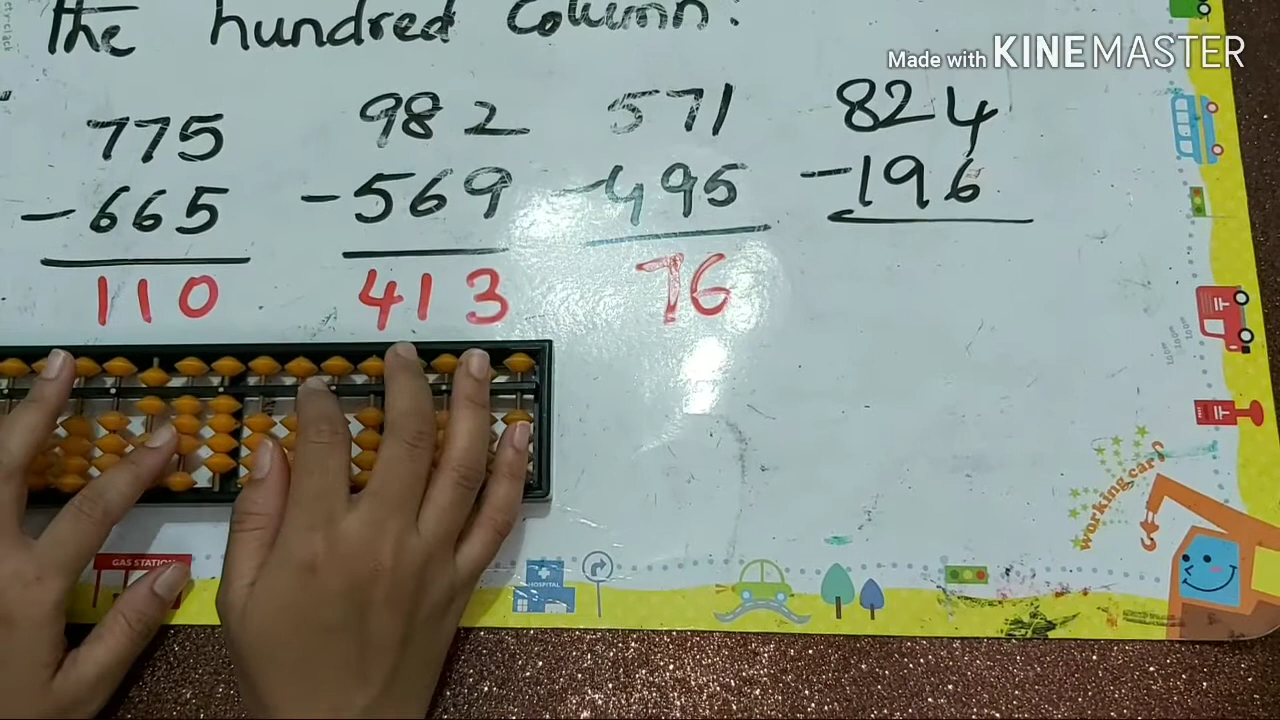 the hundred column:
Made with KINEMASTER
775 982 571 824
-665 -569 -495 -196
110 413 76
working car
GAS STATION
HOSPITAL